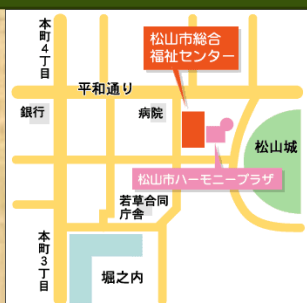 本町4丁目
松山市総合
福祉センター
平和通り
銀行
病院
松山城
松山市ハーモニープラザ
若草合同
庁舎
本町3丁目
堀之内